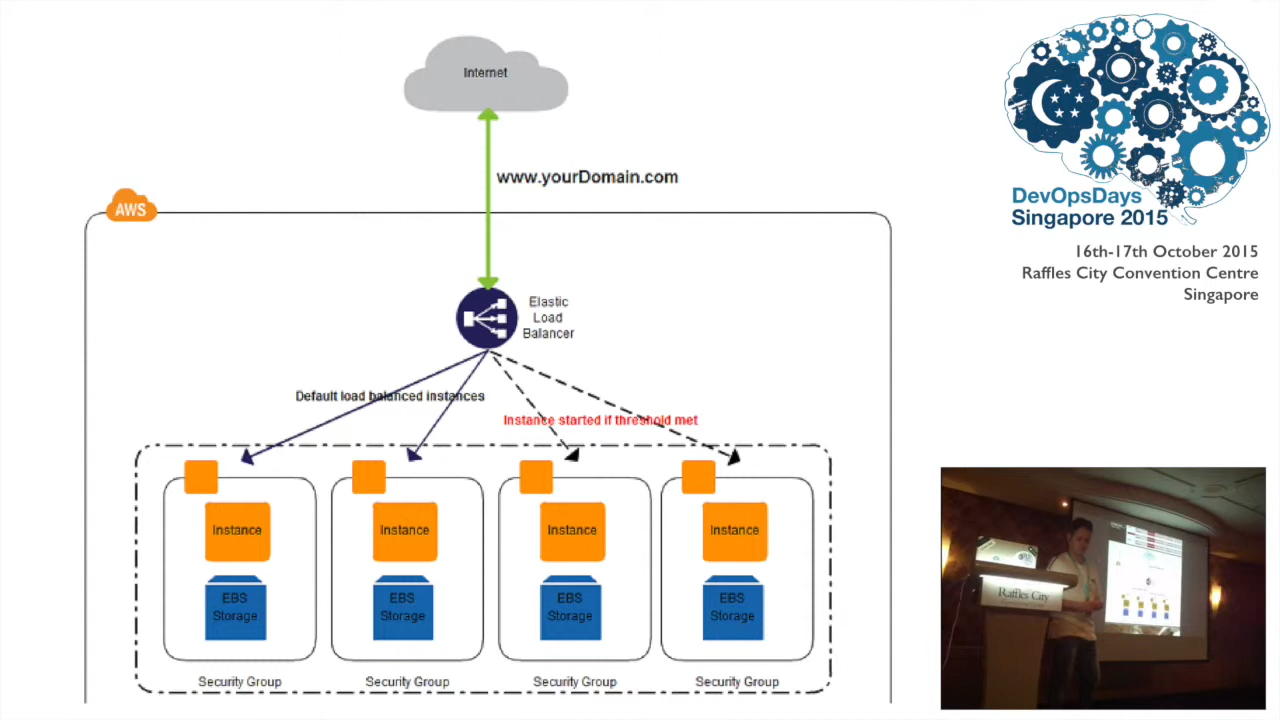 Internet
www.yourDomain.com
AWS
Elastic
Load
Balancer
Default load balanced instances
Instance started if threshold met
Instance
Instance
Instance
Instance
EBS
Storage
EBS
Storage
EBS
Storage
EBS
Storage
Security Group
Security Group
Security Group
Security Group
DevOpsDays
Singapore 2015
16th-17th October 2015
Raffles City Convention Centre
Singapore
Raffles City